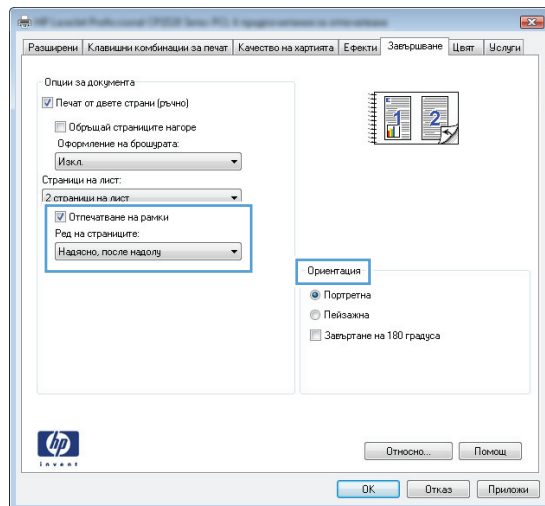 Разширени Клавишни комбинации за печат Качество на хартията Ефекти Завършване Цвят Услуги
Опции за документа
Печат от двете страни (ръчно)
Обръщай страниците нагоре
Оформление на брошурата:
Изкл.
Страници на лист:
2 страници на лист
Отпечатване на рамки
Ред на страниците:
Надясно, после надолу
1 2
Ориентация
Портретна
Пейзажна
Завъртане на 180 градуса
hp
invent
Относно... Помощ
OK Отказ Приложи